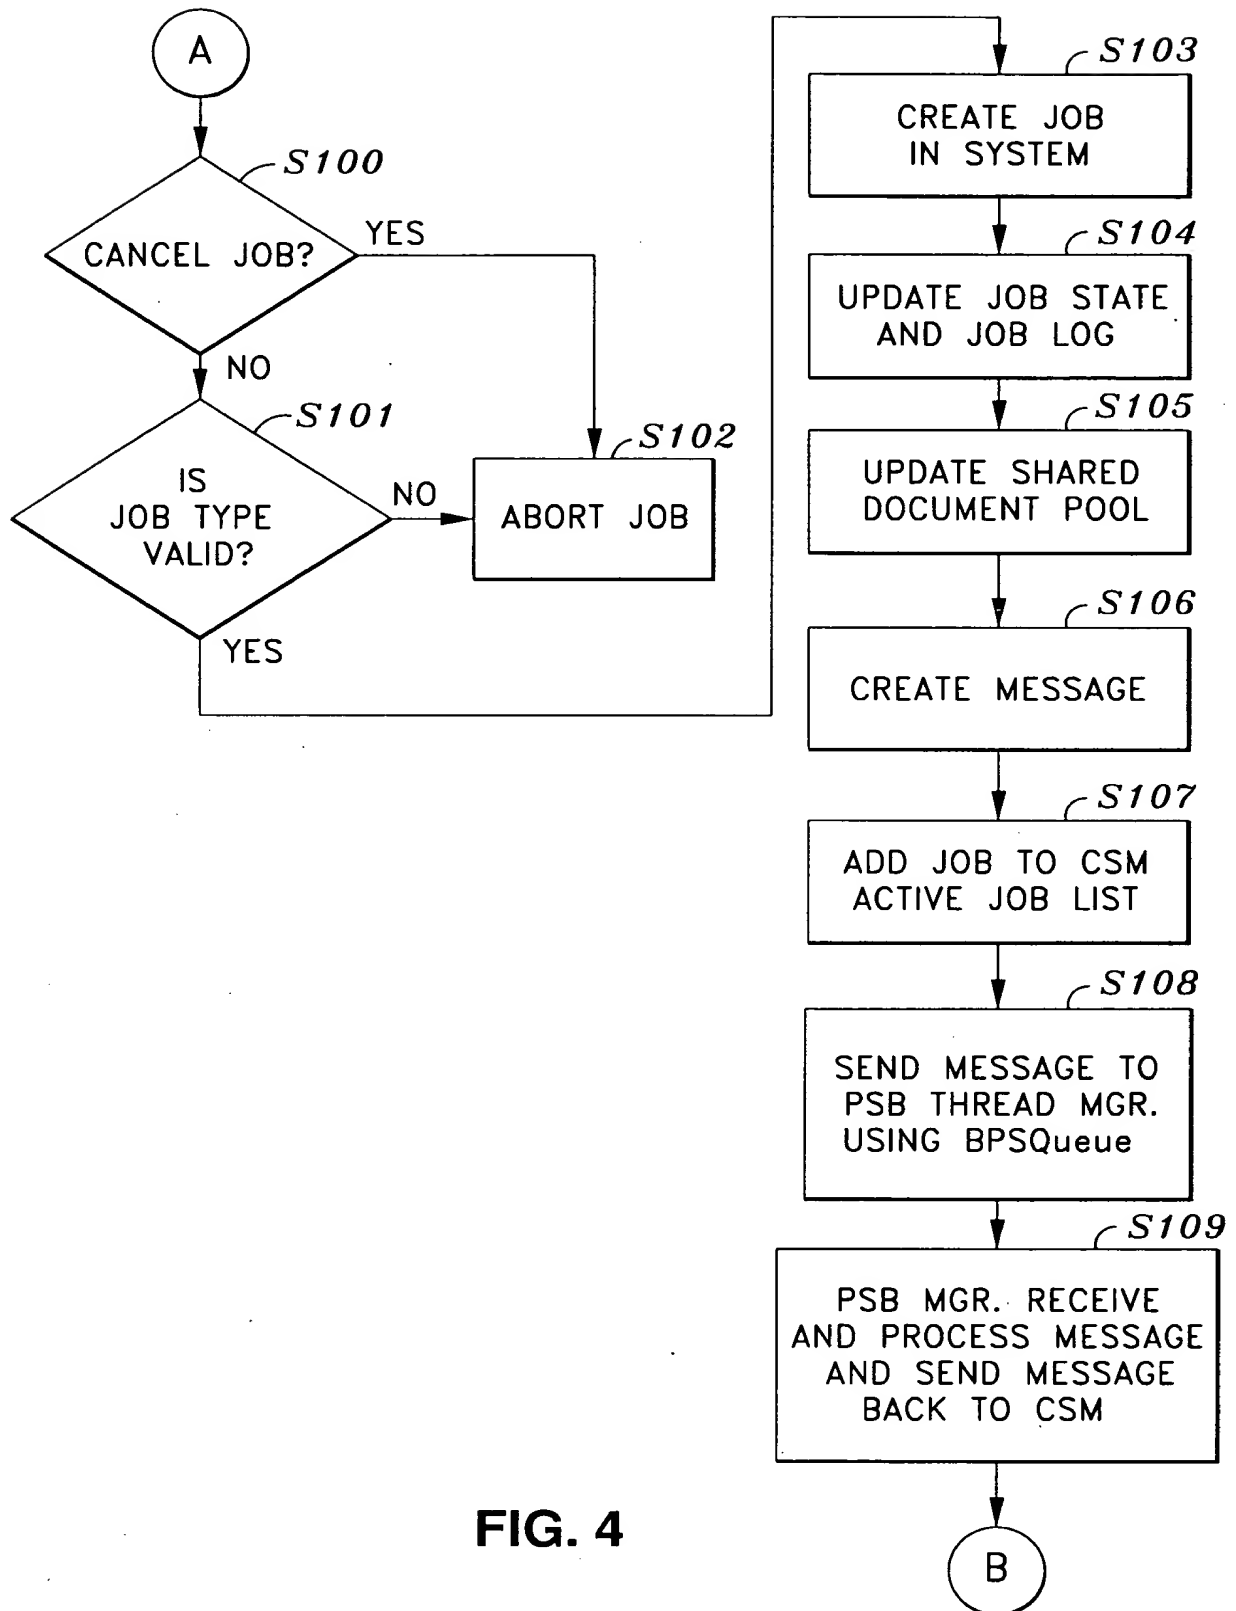 A
S100
CANCEL JOB?
YES
NO
S101
IS
JOB TYPE
VALID?
NO
YES
S102
ABORT JOB
S103
CREATE JOB
IN SYSTEM
S104
UPDATE JOB STATE
AND JOB LOG
S105
UPDATE SHARED
DOCUMENT POOL
S106
CREATE MESSAGE
S107
ADD JOB TO CSM
ACTIVE JOB LIST
S108
SEND MESSAGE TO
PSB THREAD MGR.
USING BPSQueue
S109
PSB MGR. RECEIVE
AND PROCESS MESSAGE
AND SEND MESSAGE
BACK TO CSM
B
FIG. 4